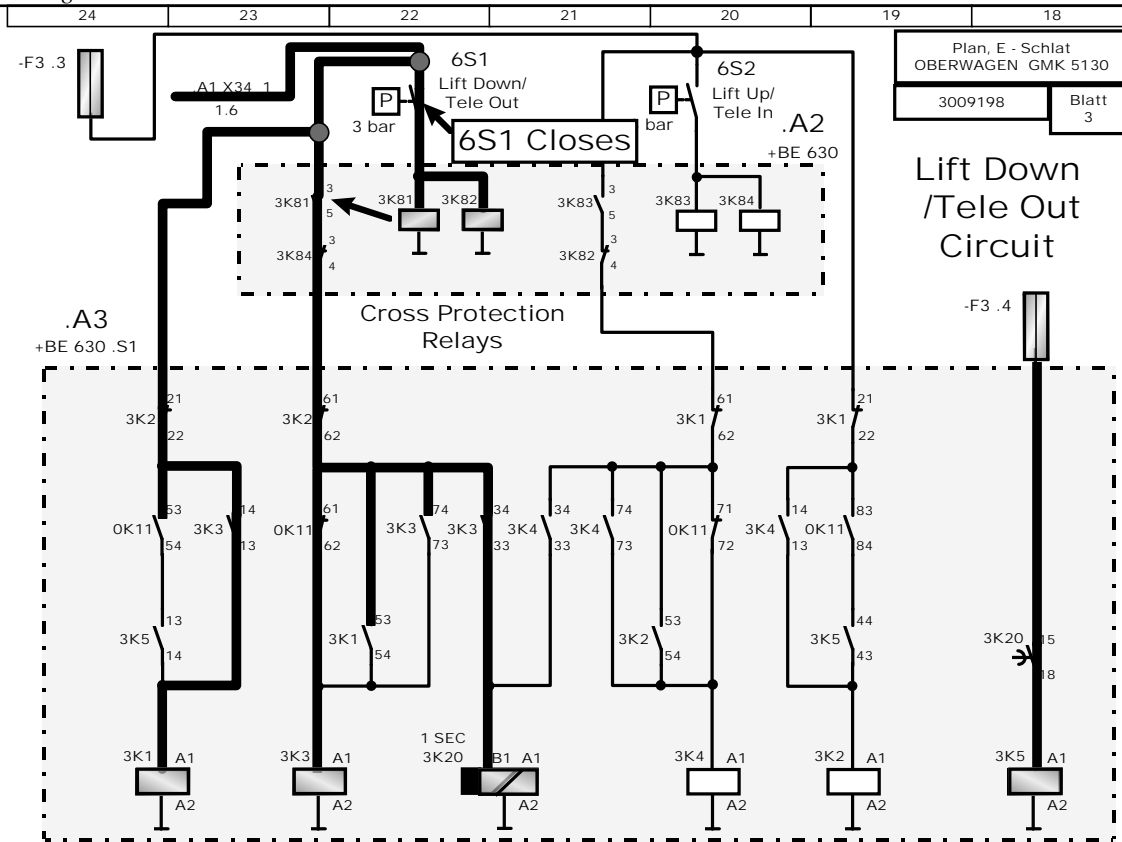 24 23 22 21 20 19 18
-F3 .3
.A1 X34 1
1.6
6S1
Lift Down/
Tele Out
P
3 bar
6S1 Closes
6S2
Lift Up/
Tele In
P
bar
.A2
+BE 630
Plan, E - Schlat
OBERWAGEN GMK 5130
3009198
Blatt
3
Lift Down
/Tele Out
Circuit
3K81 3 5
3K81 3K82
3K83 3 5
3K83 3K84
3K84 3 4
3K82 3 4
Cross Protection
Relays
-F3 .4
.A3
+BE 630 .S1
3K2 21 22
3K2 61 62
3K1 61 62
3K1 21 22
0K11 53 54
3K3 14 13
0K11 61 62
3K3 74 73
3K3 34 33
3K4 34 33
3K4 74 73
0K11 71 72
3K4 14 13
0K11 83 84
3K5 13 14
3K1 53 54
3K2 53 54
3K5 44 43
3K20 15 18
1 SEC
3K1 A1 A2
3K3 A1 A2
3K20 B1 A1 A2
3K4 A1 A2
3K2 A1 A2
3K5 A1 A2